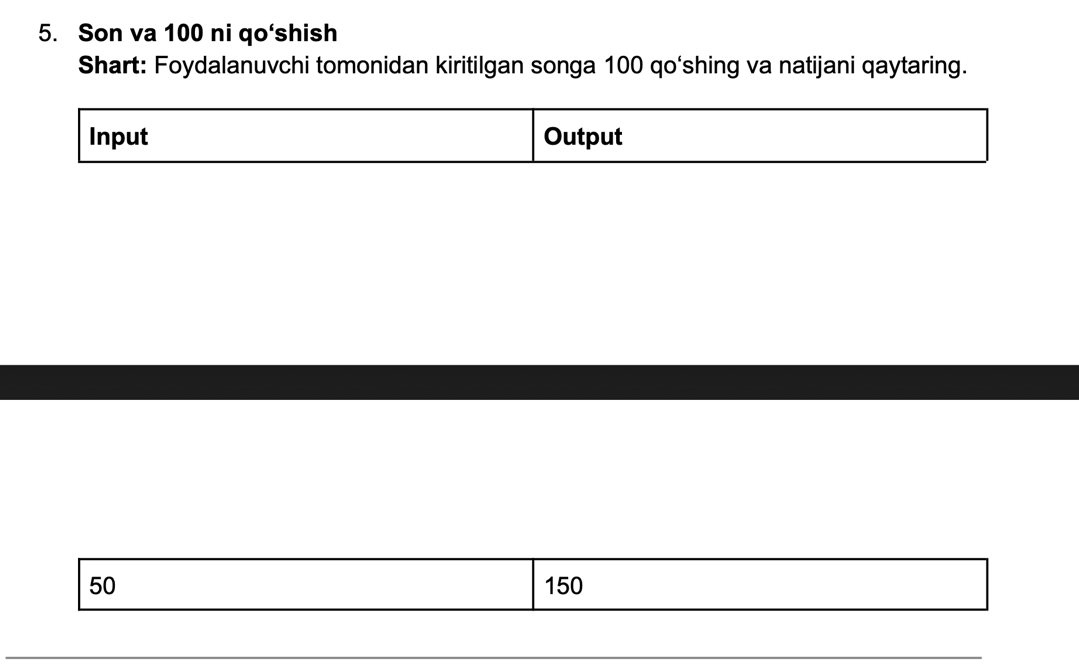 5. Son va 100 ni qo‘shish
Shart: Foydalanuvchi tomonidan kiritilgan songa 100 qo‘shing va natijani qaytaring.
Input Output
50 150